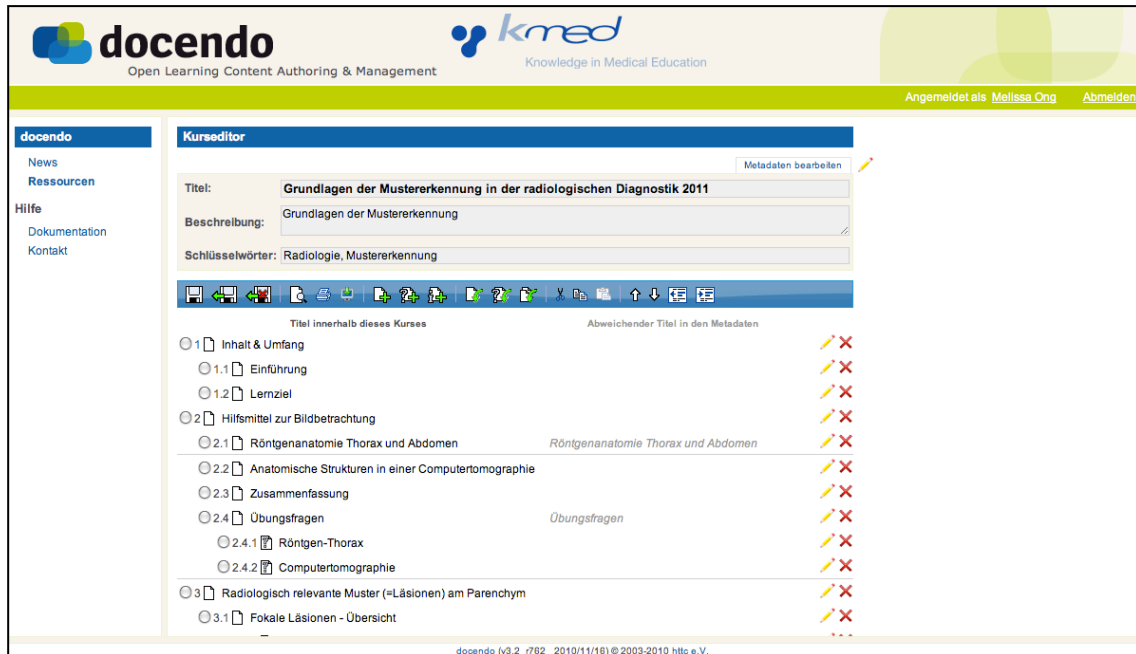 docendo
Open Learning Content Authoring & Management
kmed
Knowledge in Medical Education
Angemeldet als Melissa Ong Abmelden
docendo
News
Ressourcen
Hilfe
Dokumentation
Kontakt
Kurseditor
Metadaten bearbeiten
Titel: Grundlagen der Mustererkennung in der radiologischen Diagnostik 2011
Beschreibung: Grundlagen der Mustererkennung
Schlüsselwörter: Radiologie, Mustererkennung
Titel innerhalb dieses Kurses Abweichender Titel in den Metadaten
1 Inhalt & Umfang
1.1 Einführung
1.2 Lernziel
2 Hilfsmittel zur Bildbetrachtung
2.1 Röntgenanatomie Thorax und Abdomen Röntgenanatomie Thorax und Abdomen
2.2 Anatomische Strukturen in einer Computertomographie
2.3 Zusammenfassung
2.4 Übungsfragen Übungsfragen
2.4.1 Röntgen-Thorax
2.4.2 Computertomographie
3 Radiologisch relevante Muster (=Läsionen) am Parenchym
3.1 Fokale Läsionen - Übersicht
docendo (v3.2_r762_ 2010/11/16) © 2003-2010 httc e.V.